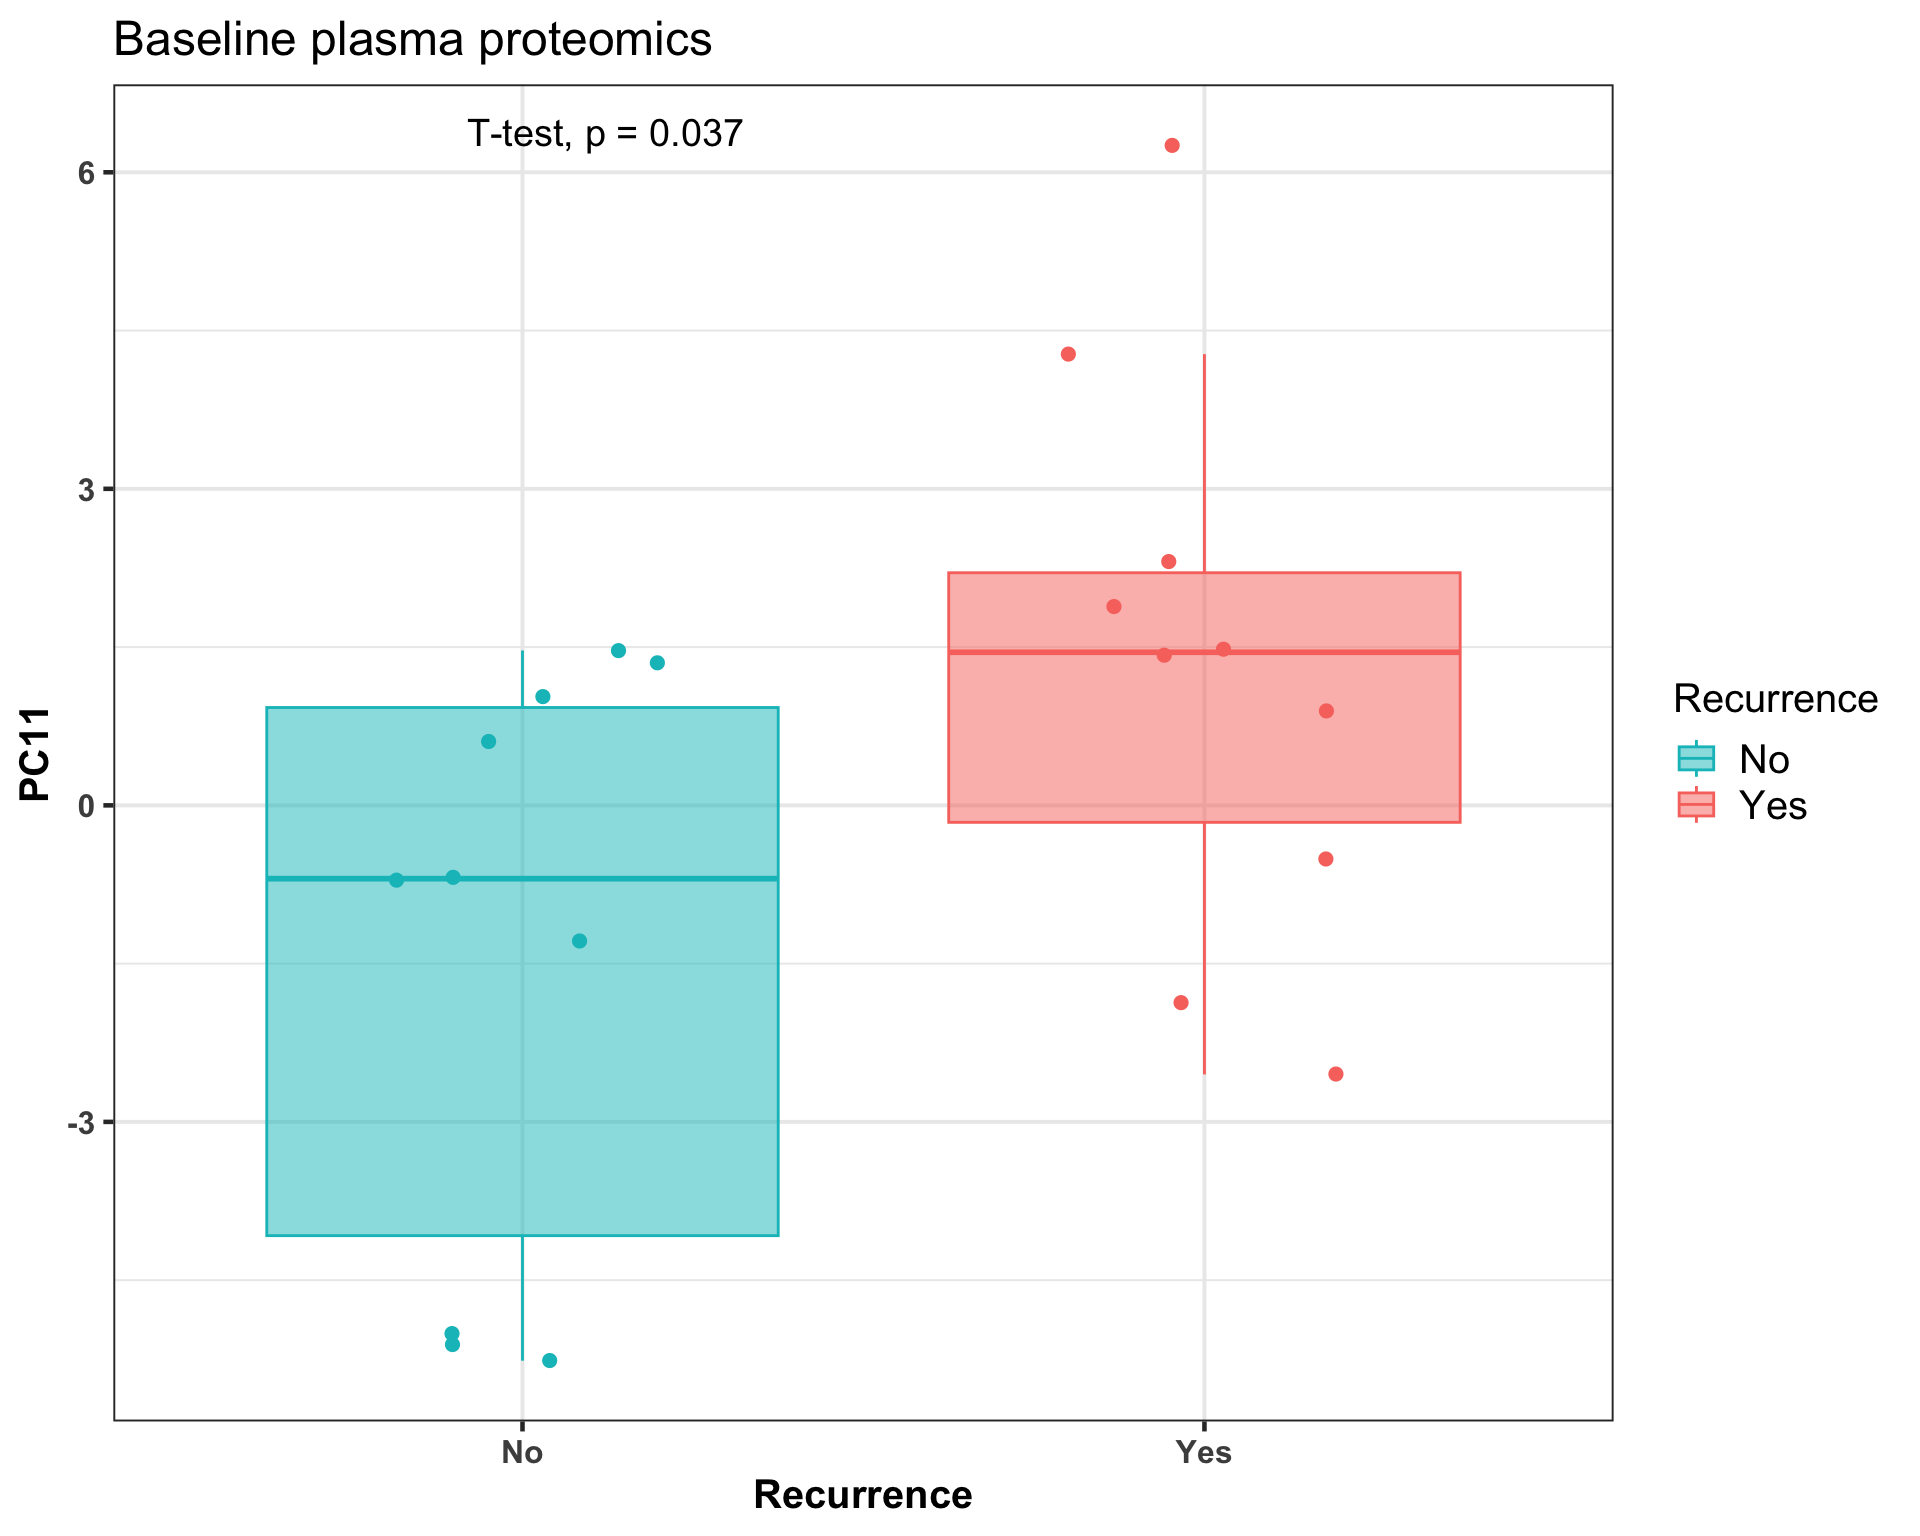 Baseline plasma proteomics
T-test, p = 0.037
6
3
0
-3
PC11
No
Yes
Recurrence
Recurrence
No
Yes